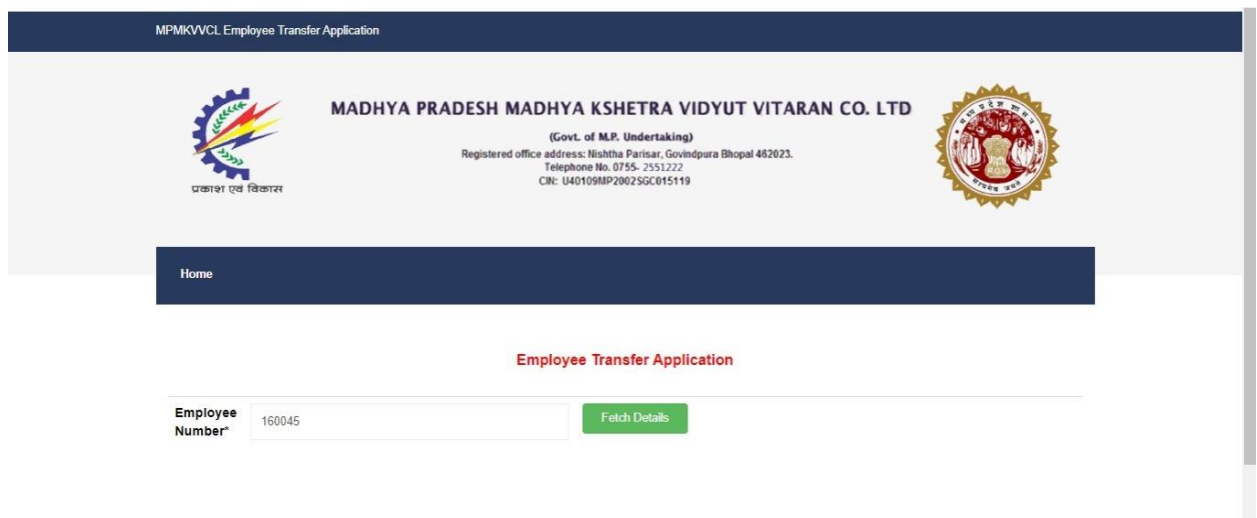 MPMKVVCL Employee Transfer Application
MADHYA PRADESH MADHYA KSHETRA VIDYUT VITARAN CO. LTD
(Govt. of M.P. Undertaking)
Registered office address: Nishtha Parisar, Govindpura Bhopal 462023.
Telephone No. 0755- 2551222
CIN: U40109MP2002SGC015119
प्रकाश एवं विकास
Home
Employee Transfer Application
Employee
Number*
160045
Fetch Details